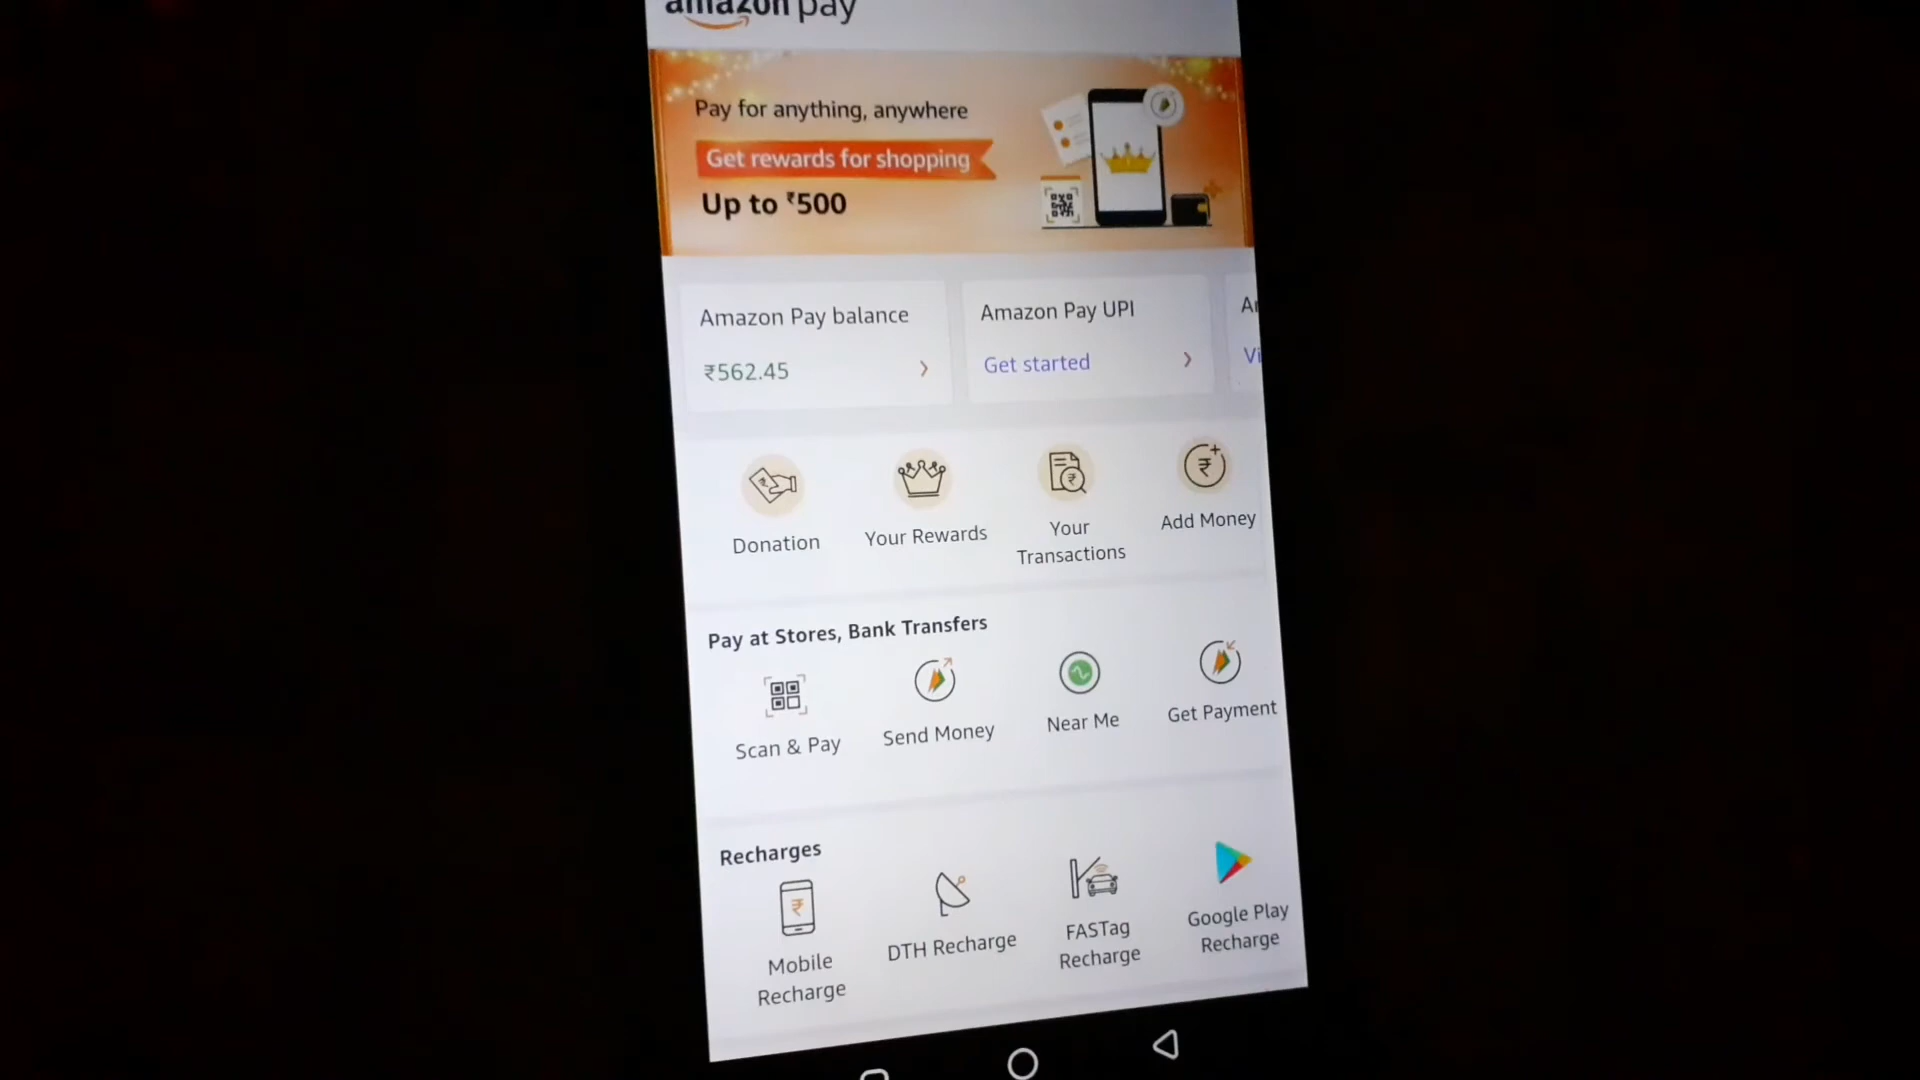 amazon pay
Pay for anything, anywhere
Get rewards for shopping
Up to ₹500
Amazon Pay balance
₹562.45
Amazon Pay UPI
Get started
Donation
Your Rewards
Your
Transactions
Add Money
Pay at Stores, Bank Transfers
Scan & Pay
Send Money
Near Me
Get Payment
Recharges
Mobile
Recharge
DTH Recharge
FASTag
Recharge
Google Play
Recharge